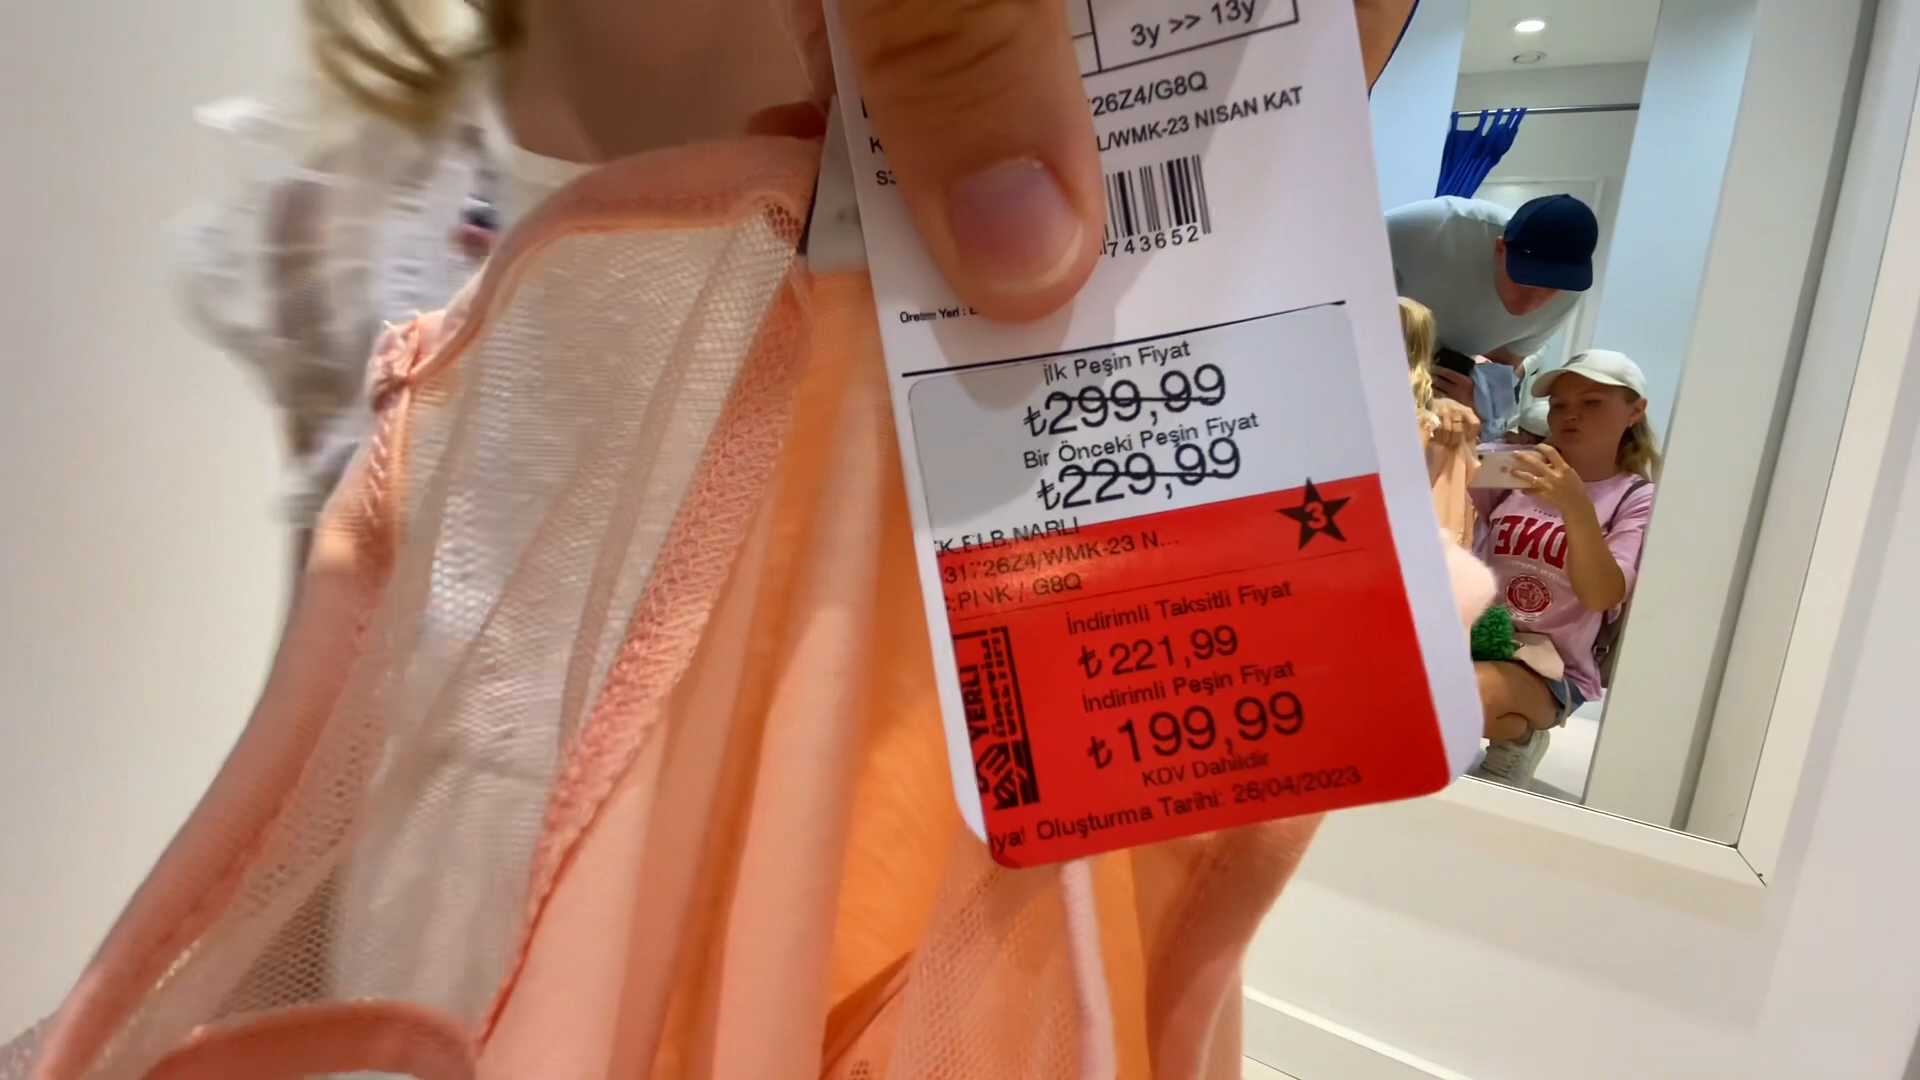 3y >> 13y
26Z4/G8Q
L/WMK-23 NISAN KAT
743652
Yeri :
İlk Peşin Fiyat
₺299,99
Bir Önceki Peşin Fiyat
₺229,99
3
NARLI
31726Z4/WMK-23 N...
:PINK / G8Q
İndirimli Taksitli Fiyat
₺221,99
İndirimli Peşin Fiyat
₺199,99
KDV Dahildir
Oluşturma Tarihi: 26/04/2023
YERLİ